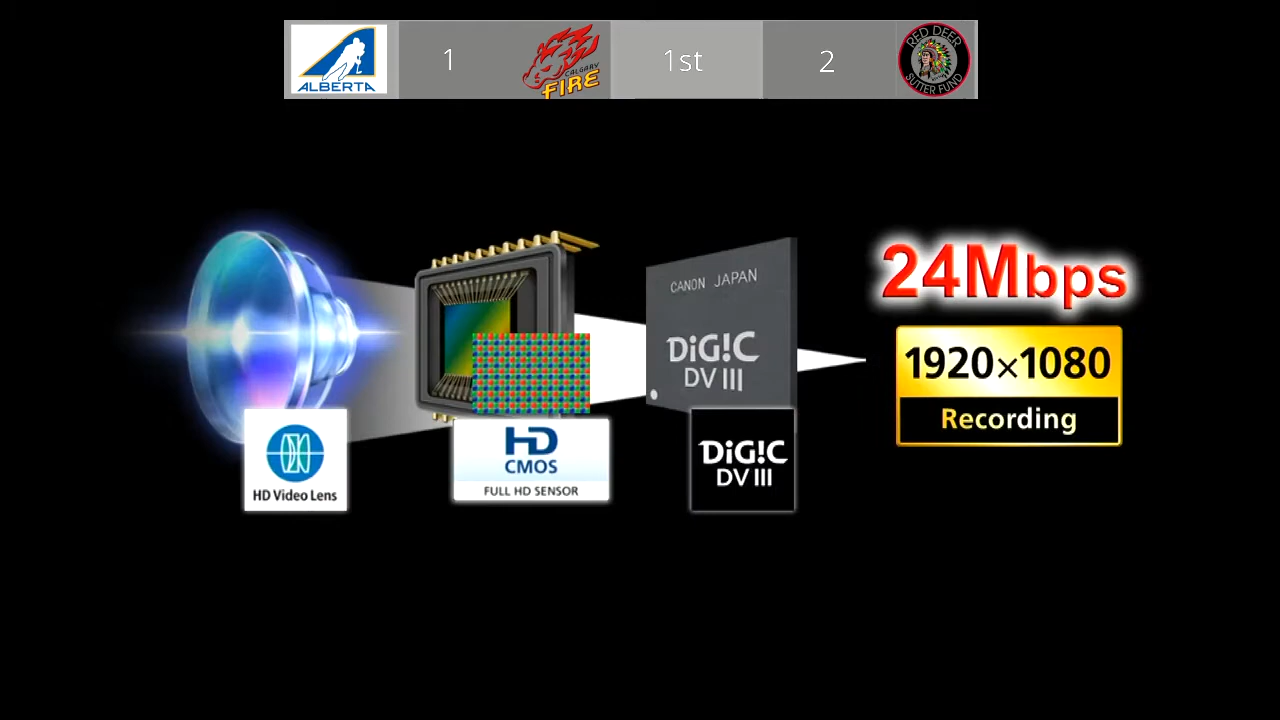 ALBERTA
1
CALGARY
FIRE
1st
2
RED DEER
SUTTER FUND
CANON JAPAN
DiG!C
DV III
24Mbps
1920×1080
Recording
HD Video Lens
HD
CMOS
FULL HD SENSOR
DiG!C
DV III